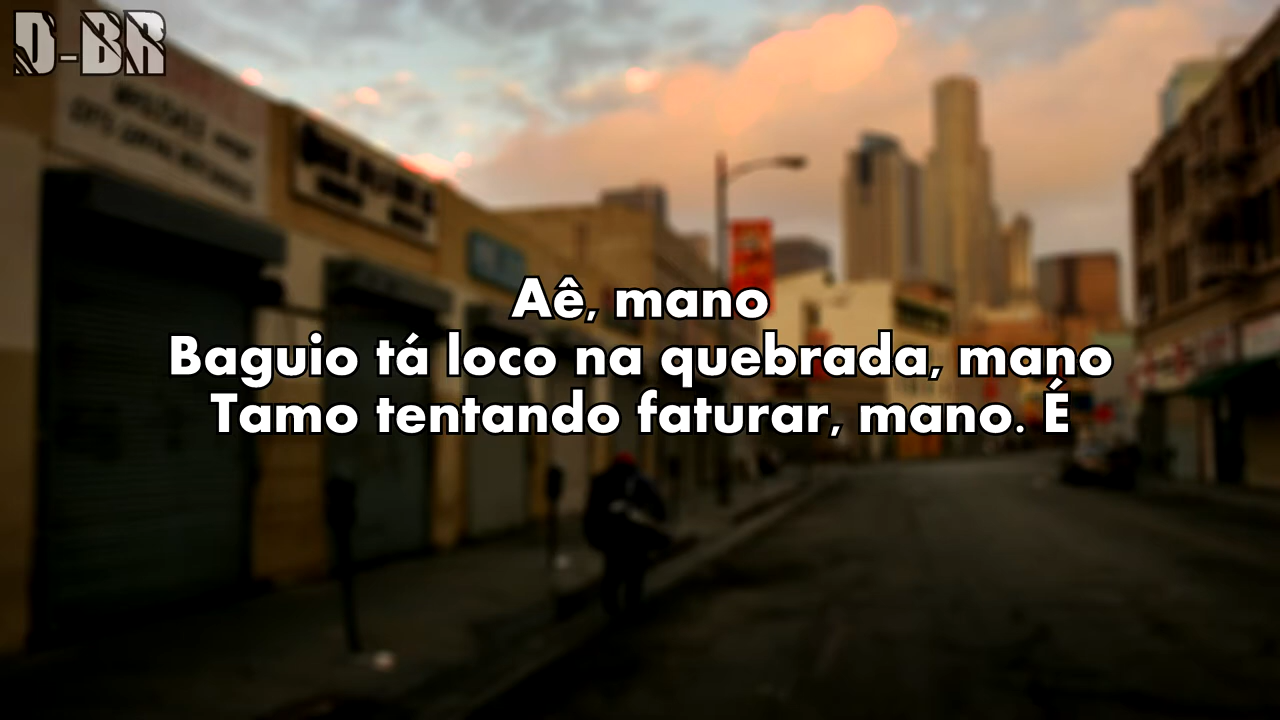 D-BR
Aê, mano
Baguio tá loco na quebrada, mano
Tamo tentando faturar, mano. É